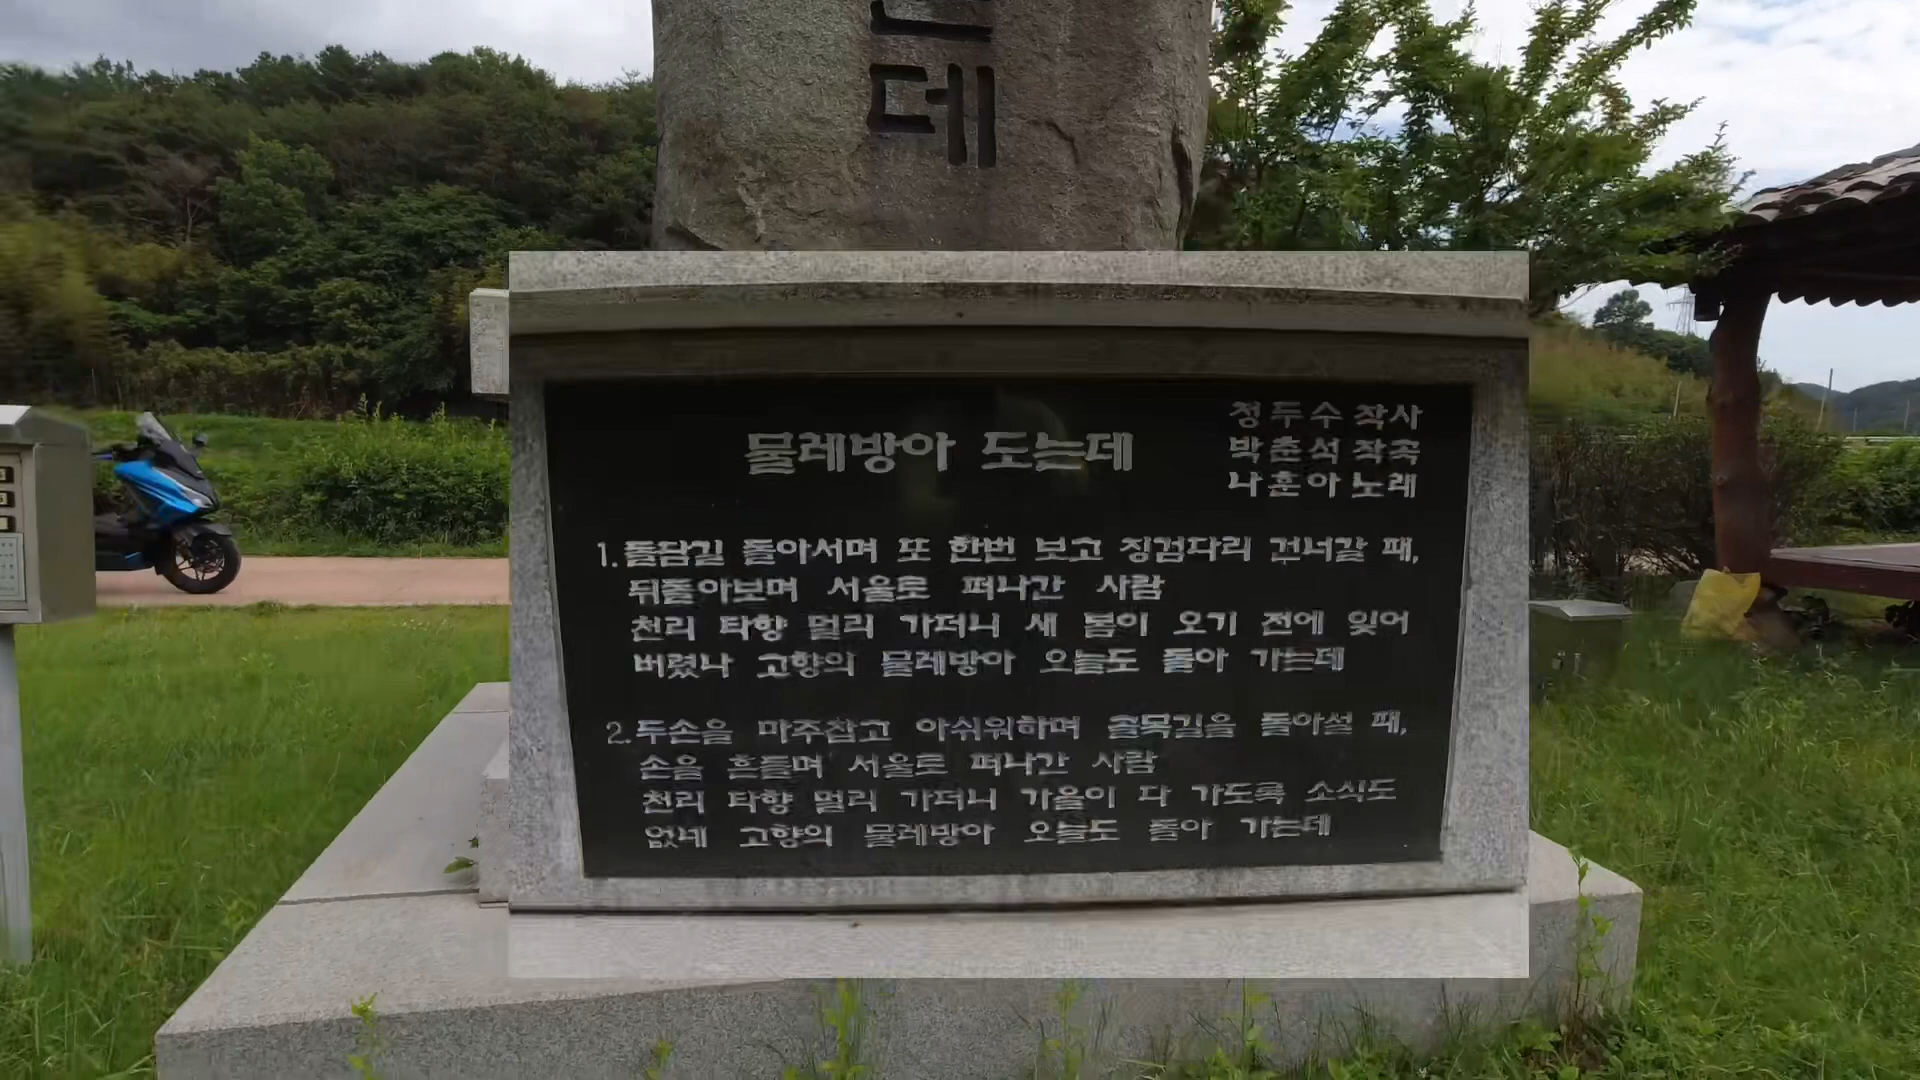 는
데
물레방아 도는데
정두수 작사
박춘석 작곡
나훈아 노래
1. 돌담길 돌아서며 또 한번 보고 징검다리 건너갈 때,
뒤돌아보며 서울로 떠나간 사람
천리 타향 멀리 가더니 새 봄이 오기 전에 잊어
버렸나 고향의 물레방아 오늘도 돌아 가는데
2. 두손을 마주잡고 아쉬워하며 골목길을 돌아설 때,
손을 흔들며 서울로 떠나간 사람
천리 타향 멀리 가더니 가을이 다 가도록 소식도
없네 고향의 물레방아 오늘도 돌아 가는데